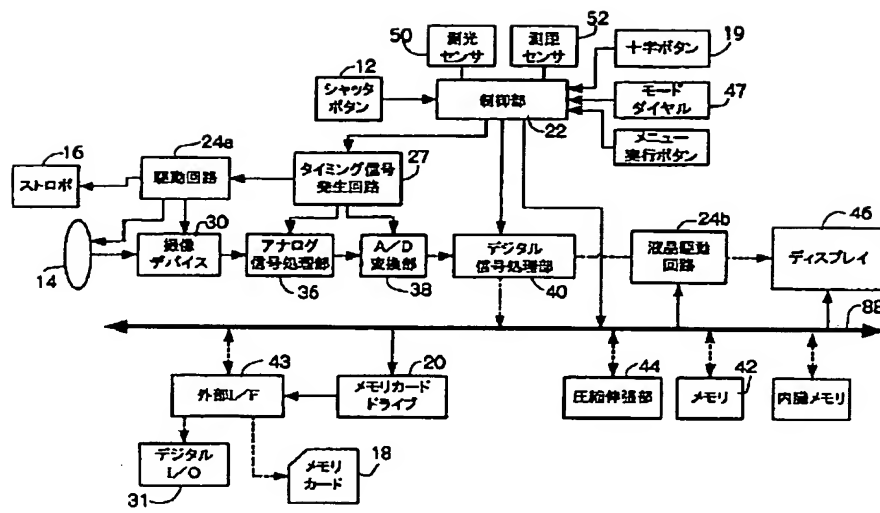 50
測光
センサ
測距
センサ
52
十字ボタン
19
12
シャッタ
ボタン
制御部
22
モード
ダイヤル
47
メニュー
実行ボタン
16
ストロボ
24a
駆動回路
タイミング信号
発生回路
27
14
30
撮像
デバイス
アナログ
信号処理部
36
A/D
変換部
38
デジタル
信号処理部
40
24b
液晶駆動
回路
46
ディスプレイ
88
43
外部I/F
20
メモリカード
ドライブ
44
圧縮伸張部
メモリ
42
内臓メモリ
デジタル
I/O
31
メモリ
カード
18